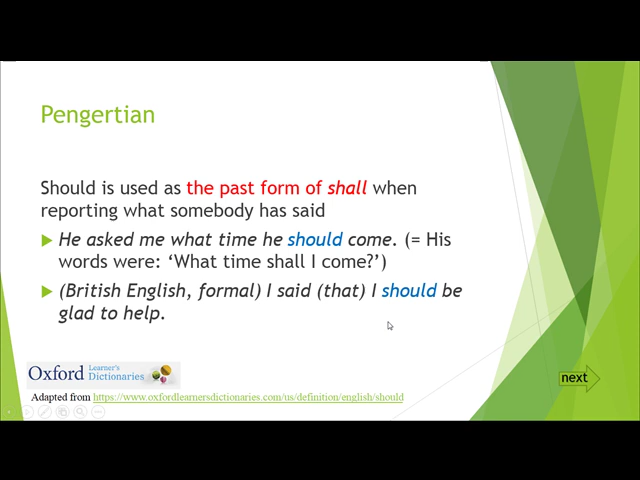 Pengertian
Should is used as the past form of shall when
reporting what somebody has said
He asked me what time he should come. (= His
words were: ‘What time shall I come?’)
(British English, formal) I said (that) I should be
glad to help.
Oxford Learner's Dictionaries
next
Adapted from https://www.oxfordlearnersdictionaries.com/us/definition/english/should